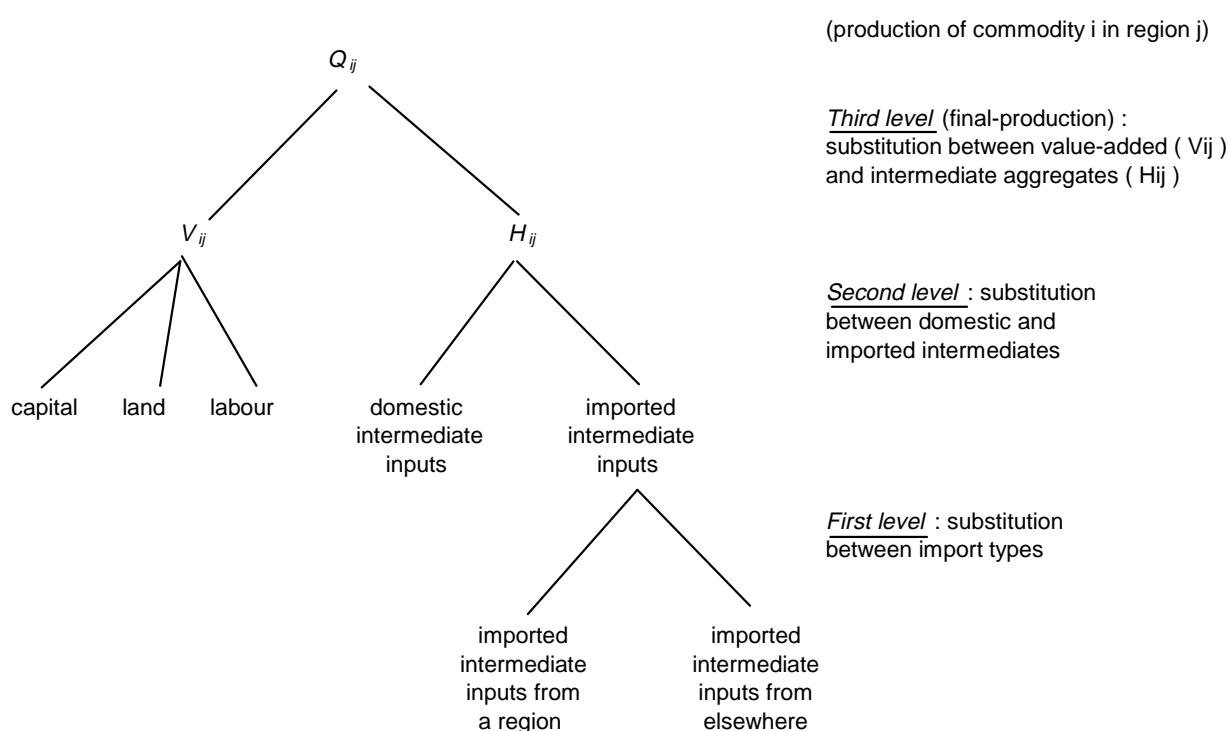 (production of commodity i in region j)
Q ij
Third level (final-production) :
substitution between value-added ( Vij )
and intermediate aggregates ( Hij )
V ij
H ij
Second level : substitution
between domestic and
imported intermediates
capital
land
labour
domestic
intermediate
inputs
imported
intermediate
inputs
First level : substitution
between import types
imported
intermediate
inputs from
a region
imported
intermediate
inputs from
elsewhere